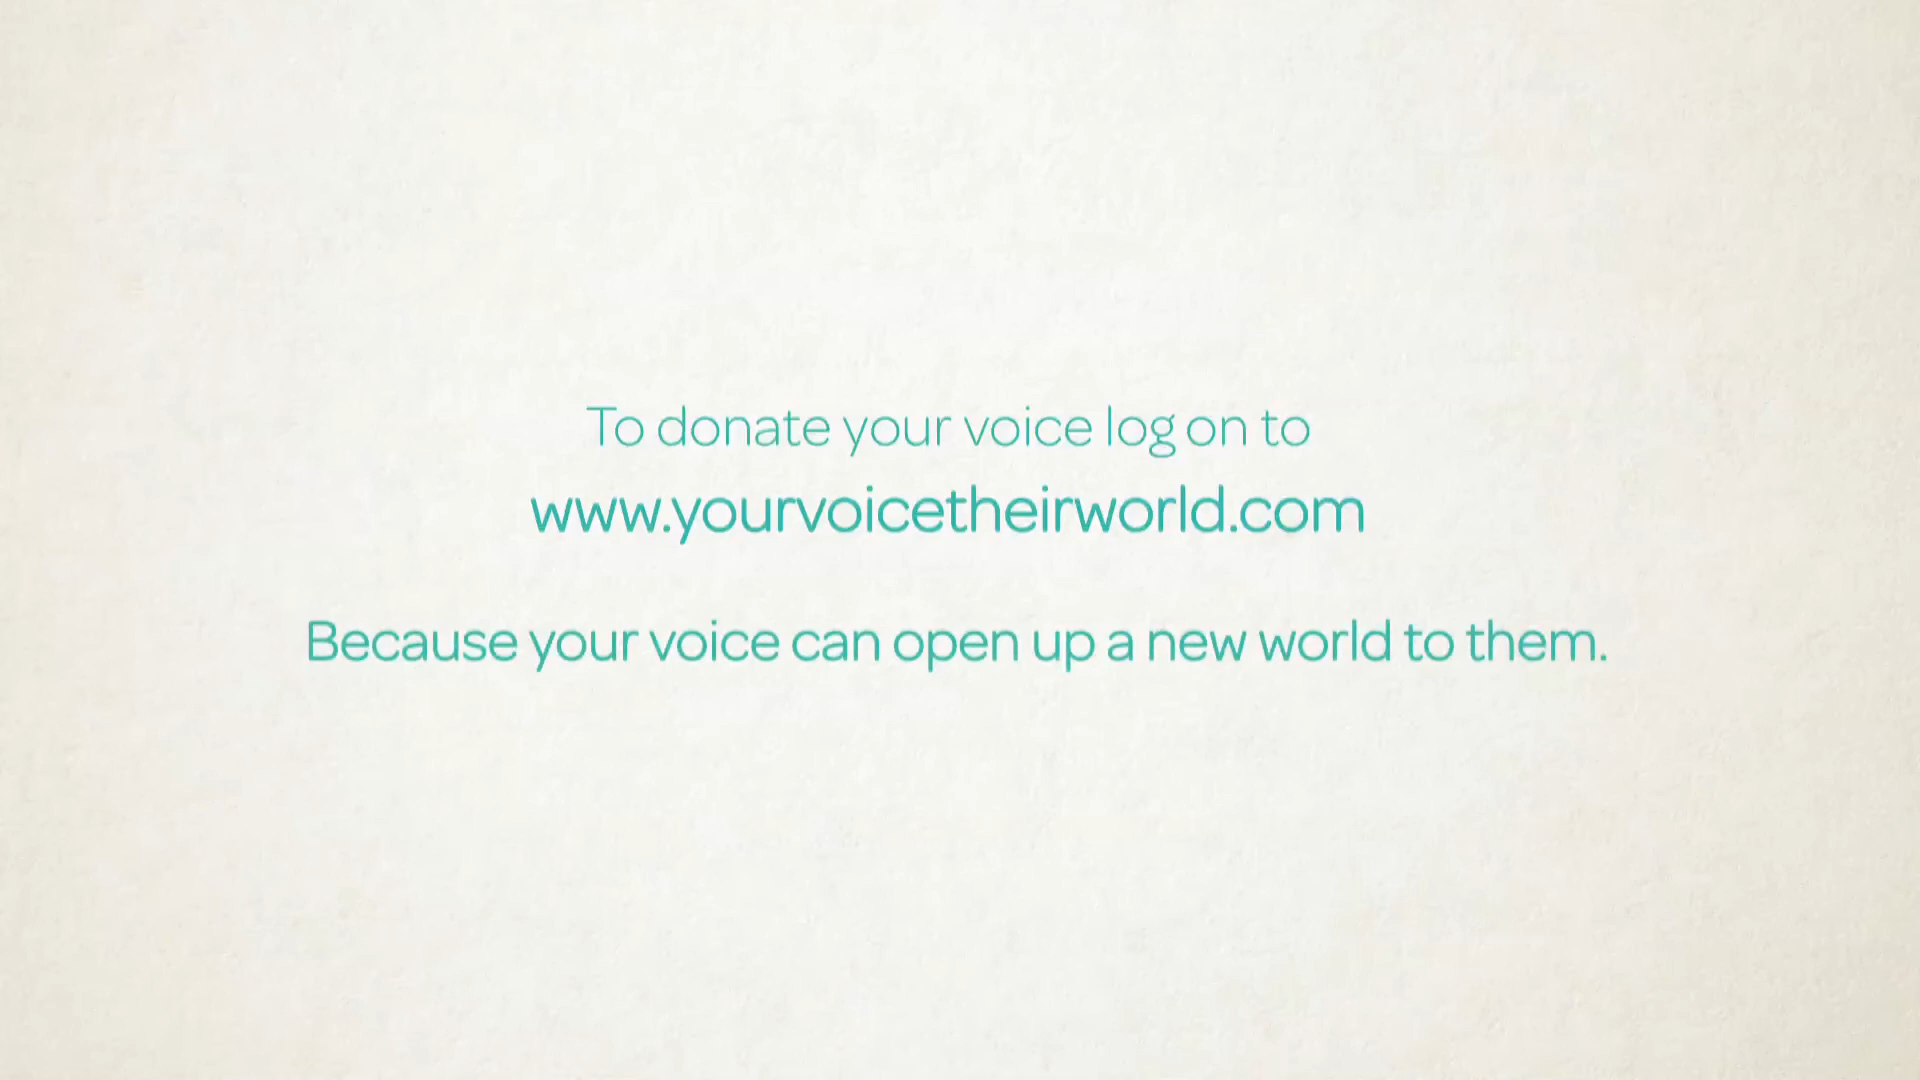 To donate your voice log on to
www.yourvoicetheirworld.com
Because your voice can open up a new world to them.